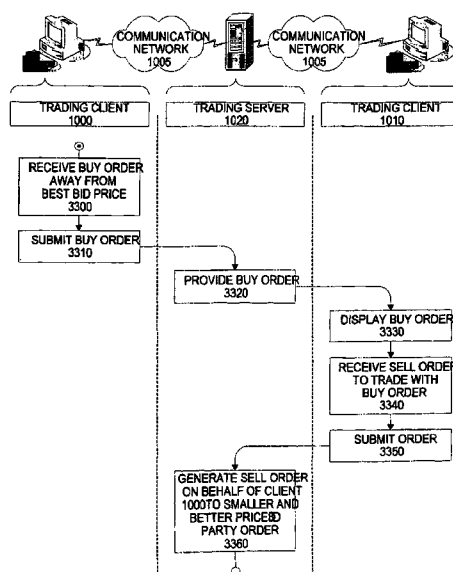 COMMUNICATION
NETWORK
1005
COMMUNICATION
NETWORK
1005
TRADING CLIENT
1000
TRADING SERVER
1020
TRADING CLIENT
1010
RECEIVE BUY ORDER
AWAY FROM
BEST BID PRICE
3300
SUBMIT BUY ORDER
3310
PROVIDE BUY ORDER
3320
DISPLAY BUY ORDER
3330
RECEIVE SELL ORDER
TO TRADE WITH
BUY ORDER
3340
SUBMIT ORDER
3350
GENERATE SELL ORDER
ON BEHALF OF CLIENT
1000TO SMALLER AND
BETTER PRICED
PARTY ORDER
3360